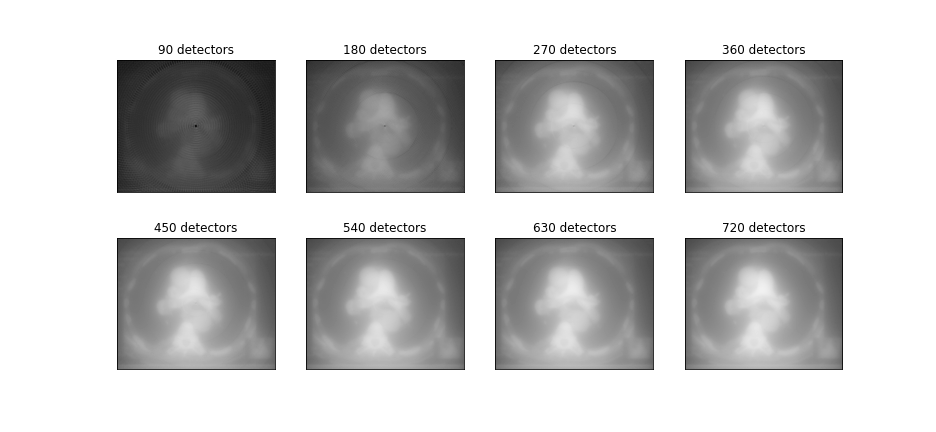 90 detectors
180 detectors
270 detectors
360 detectors
450 detectors
540 detectors
630 detectors
720 detectors